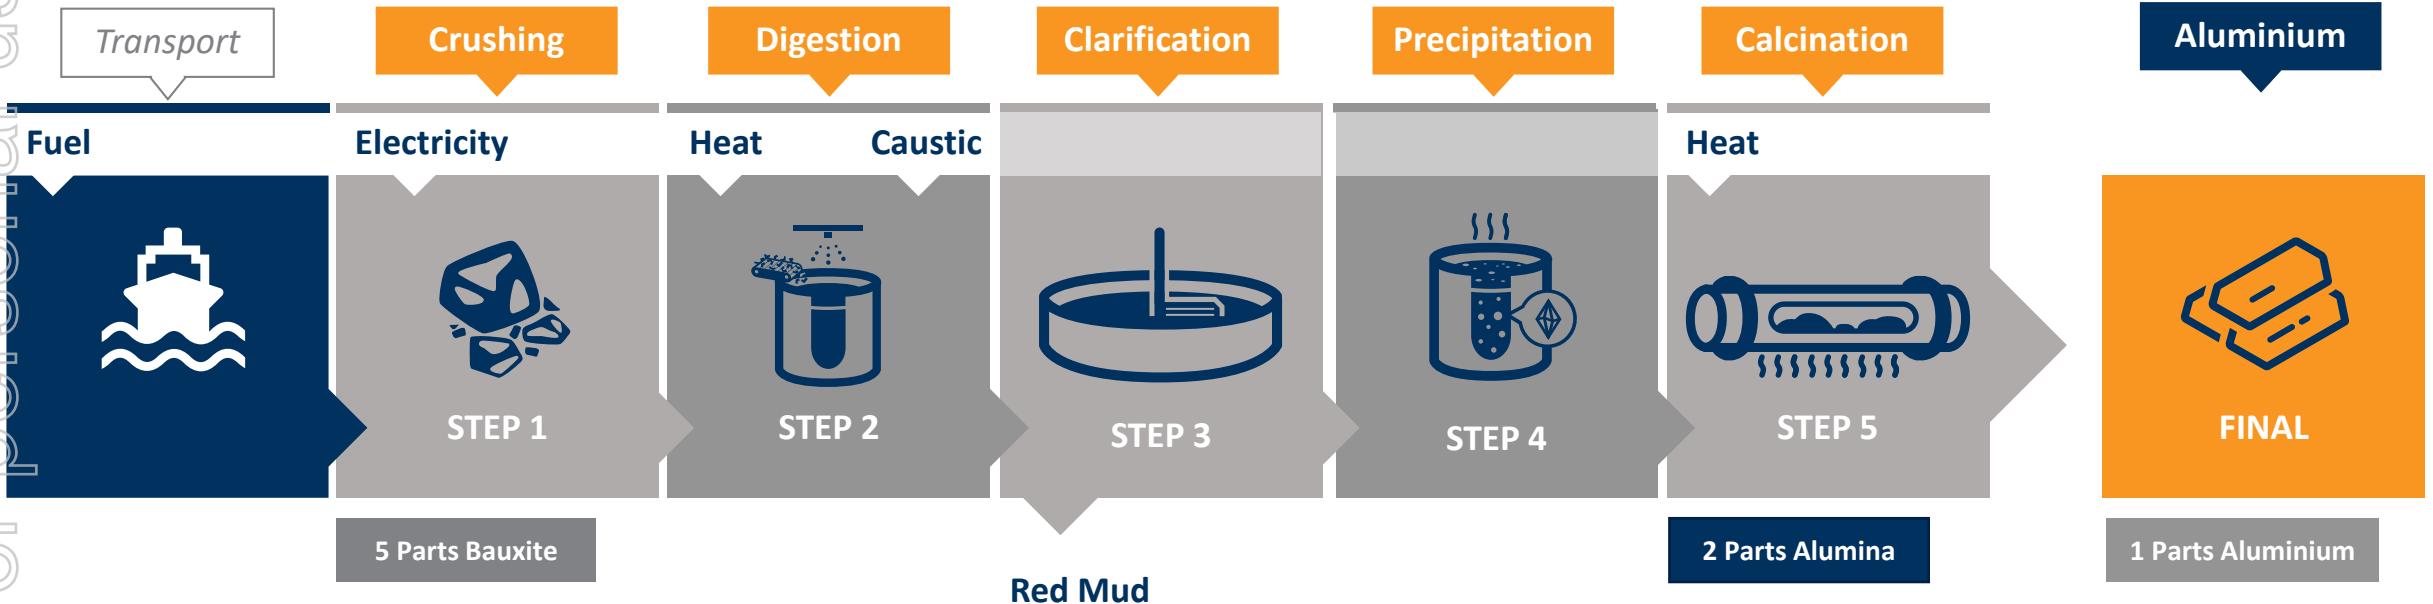 Transport
Crushing
Digestion
Clarification
Precipitation
Calcination
Aluminium
Fuel
Electricity
Heat
Caustic
Heat
STEP 1
STEP 2
STEP 3
STEP 4
STEP 5
FINAL
5 Parts Bauxite
2 Parts Alumina
1 Parts Aluminium
Red Mud
personal